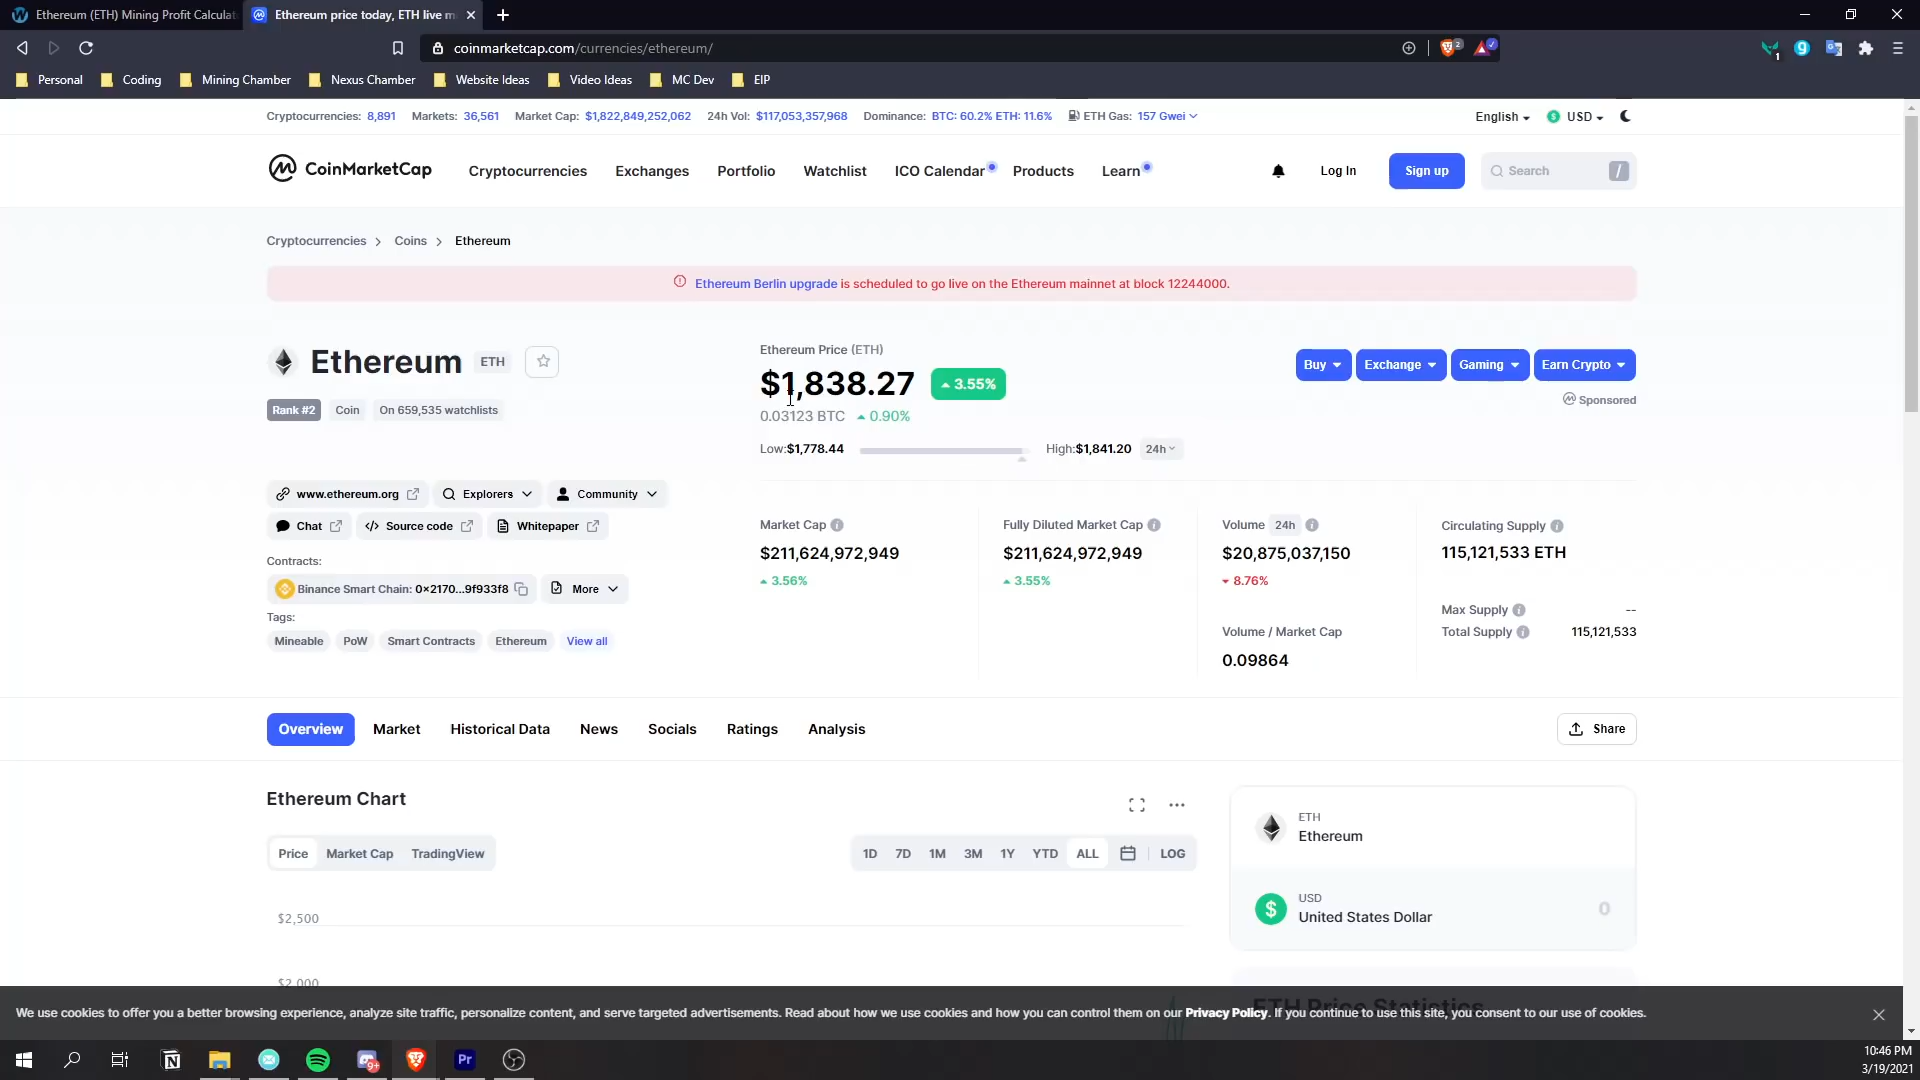 Ethereum (ETH) Mining Profit Calculat
Ethereum price today, ETH live m
coinmarketcap.com/currencies/ethereum/
2
1
Personal Coding Mining Chamber Nexus Chamber Website Ideas Video Ideas MC Dev EIP
Cryptocurrencies: 8,891 Markets: 36,561 Market Cap: $1,822,849,252,062 24h Vol: $117,053,357,968 Dominance: BTC: 60.2% ETH: 11.6% ETH Gas: 157 Gwei English USD
CoinMarketCap Cryptocurrencies Exchanges Portfolio Watchlist ICO Calendar Products Learn Log In Sign up Search /
Cryptocurrencies > Coins > Ethereum
Ethereum Berlin upgrade is scheduled to go live on the Ethereum mainnet at block 12244000.
Ethereum ETH
Rank #2 Coin On 659,535 watchlists
Ethereum Price (ETH)
$1,838.27 3.55%
0.03123 BTC 0.90%
Low:$1,778.44 High:$1,841.20 24h
Buy Exchange Gaming Earn Crypto
Sponsored
www.ethereum.org Explorers Community
Chat Source code Whitepaper
Contracts:
Binance Smart Chain: 0x2170...9f933f8 More
Tags:
Mineable PoW Smart Contracts Ethereum View all
Market Cap
$211,624,972,949
3.56%
Fully Diluted Market Cap
$211,624,972,949
3.55%
Volume 24h
$20,875,037,150
8.76%
Volume / Market Cap
0.09864
Circulating Supply
115,121,533 ETH
Max Supply --
Total Supply 115,121,533
Overview Market Historical Data News Socials Ratings Analysis Share
Ethereum Chart
Price Market Cap TradingView 1D 7D 1M 3M 1Y YTD ALL LOG
$2,500
$2,000
ETH
Ethereum
USD
United States Dollar
0
ETH Price Statistics
We use cookies to offer you a better browsing experience, analyze site traffic, personalize content, and serve targeted advertisements. Read about how we use cookies and how you can control them on our Privacy Policy. If you continue to use this site, you consent to our use of cookies.
9+
Pr
10:46 PM
3/19/2021